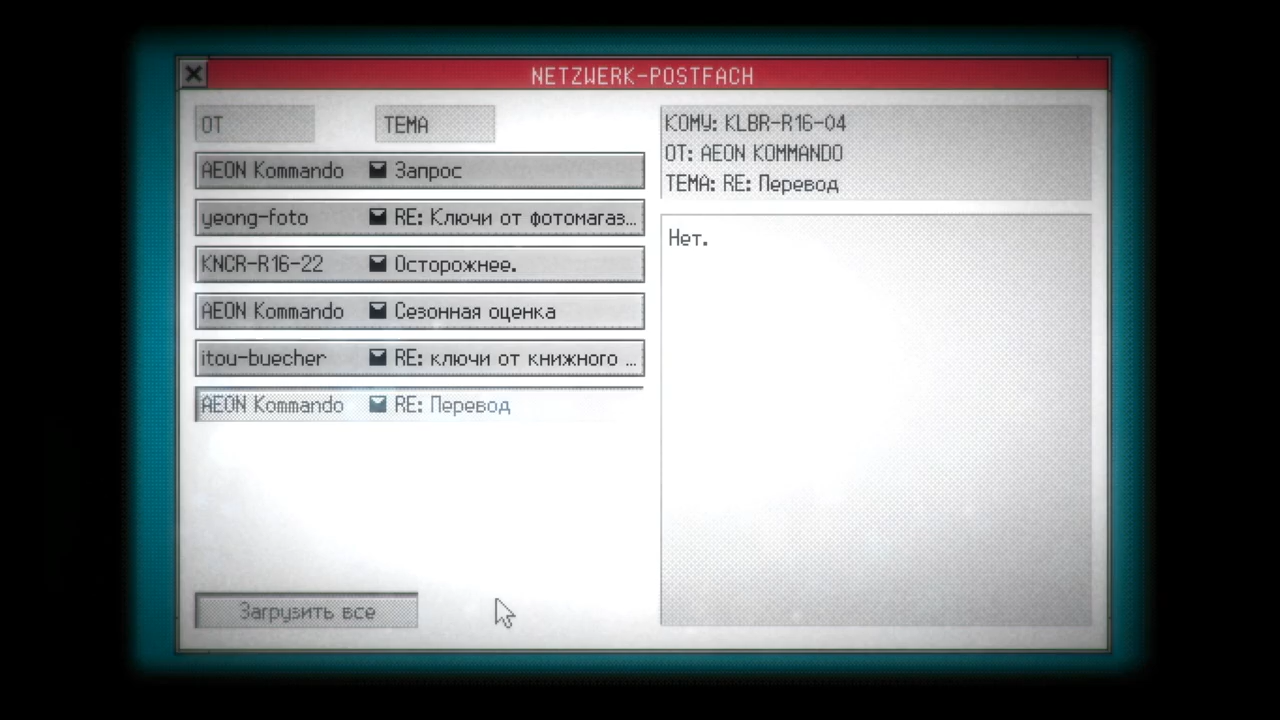 NETZWERK-POSTFACH
ОТ ТЕМА
AEON Kommando Запрос
yeong-foto RE: Ключи от фотомагаз...
KNCR-R16-22 Осторожнее.
AEON Kommando Сезонная оценка
itou-buecher RE: ключи от книжного ...
AEON Kommando RE: Перевод
Загрузить все
КОМУ: KLBR-R16-04
ОТ: AEON KOMMANDO
ТЕМА: RE: Перевод
Нет.